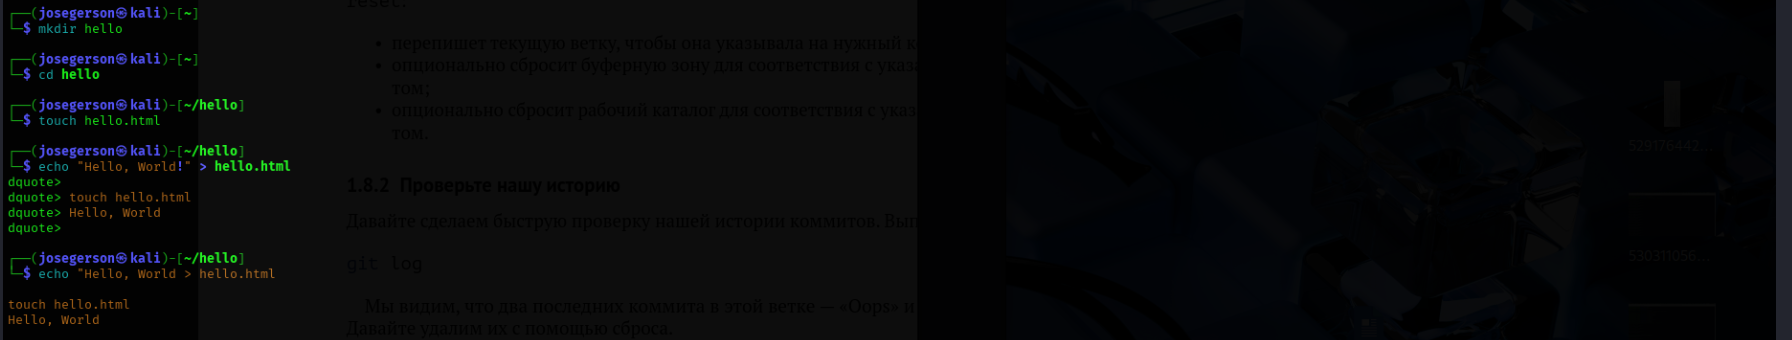 ┌──(josegerson㉿kali)-[~]
└─$ mkdir hello
┌──(josegerson㉿kali)-[~]
└─$ cd hello
┌──(josegerson㉿kali)-[~/hello]
└─$ touch hello.html
┌──(josegerson㉿kali)-[~/hello]
└─$ echo "Hello, World!" > hello.html
dquote>
dquote> touch hello.html
dquote> Hello, World
dquote>
┌──(josegerson㉿kali)-[~/hello]
└─$ echo "Hello, World > hello.html
touch hello.html
Hello, World
reset:
• перепишет текущую ветку, чтобы она указывала на нужный к
• опционально сбросит буферную зону для соответствия с указа
том;
• опционально сбросит рабочий каталог для соответствия с указ
том.
1.8.2 Проверьте нашу историю
Давайте сделаем быструю проверку нашей истории коммитов. Вып
git log
Мы видим, что два последних коммита в этой ветке — «Oops» и
Давайте удалим их с помощью сброса.
529176442...
530311056...